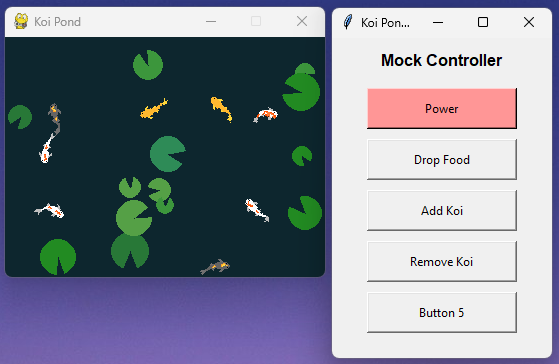 Koi Pond
Koi Pon...
Mock Controller
Power
Drop Food
Add Koi
Remove Koi
Button 5